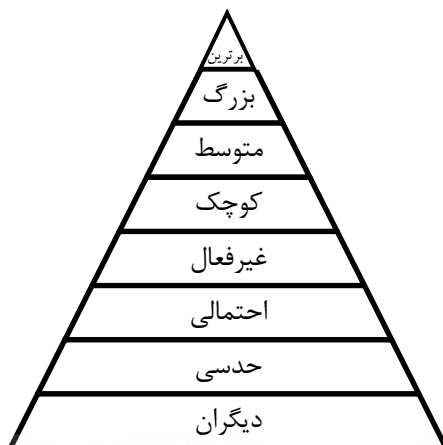 برترین
بزرگ
متوسط
کوچک
غیرفعال
احتمالی
حدسی
دیگران